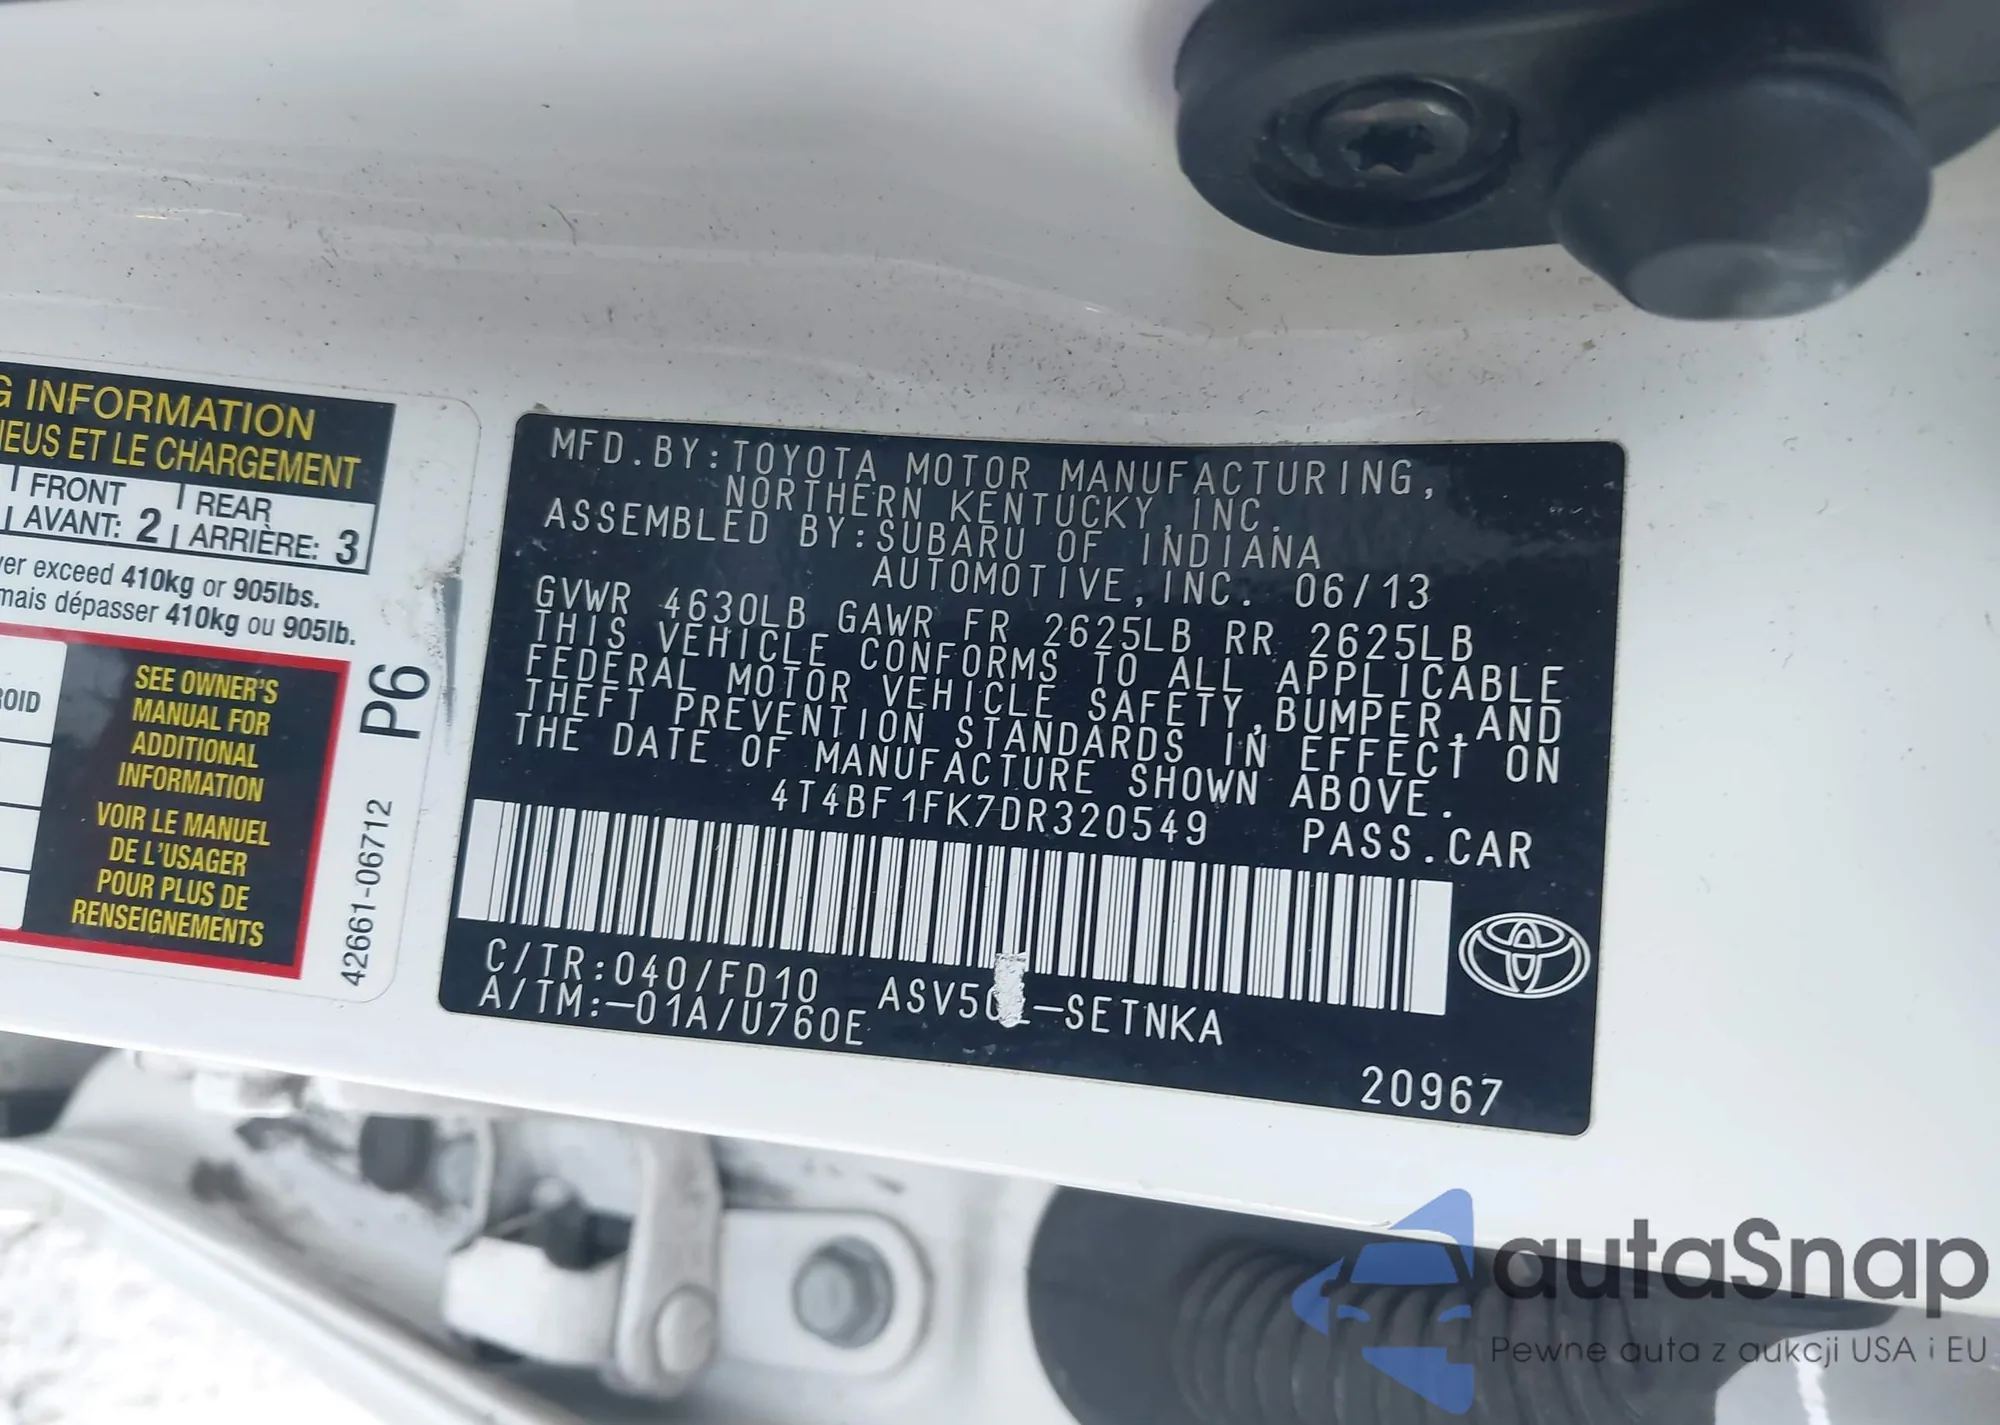 G INFORMATION
NEUS ET LE CHARGEMENT
FRONT
AVANT: 2
REAR
ARRIÈRE: 3
ver exceed 410kg or 905lbs.
mais dépasser 410kg ou 905lb.
ROID
SEE OWNER'S
MANUAL FOR
ADDITIONAL
INFORMATION
VOIR LE MANUEL
DE L'USAGER
POUR PLUS DE
RENSEIGNEMENTS
42661-06712 P6
MFD.BY:TOYOTA MOTOR MANUFACTURING,
NORTHERN KENTUCKY,INC.
ASSEMBLED BY:SUBARU OF INDIANA
AUTOMOTIVE,INC. 06/13
GVWR 4630LB GAWR FR 2625LB RR 2625LB
THIS VEHICLE CONFORMS TO ALL APPLICABLE
FEDERAL MOTOR VEHICLE SAFETY,BUMPER,AND
THEFT PREVENTION STANDARDS IN EFFECT ON
THE DATE OF MANUFACTURE SHOWN ABOVE.
4T4BF1FK7DR320549 PASS.CAR
C/TR:040/FD10
A/TM:-01A/U760E
ASV50L-SETNKA
20967
autaSnap
Pewne auta z aukcji USA i EU